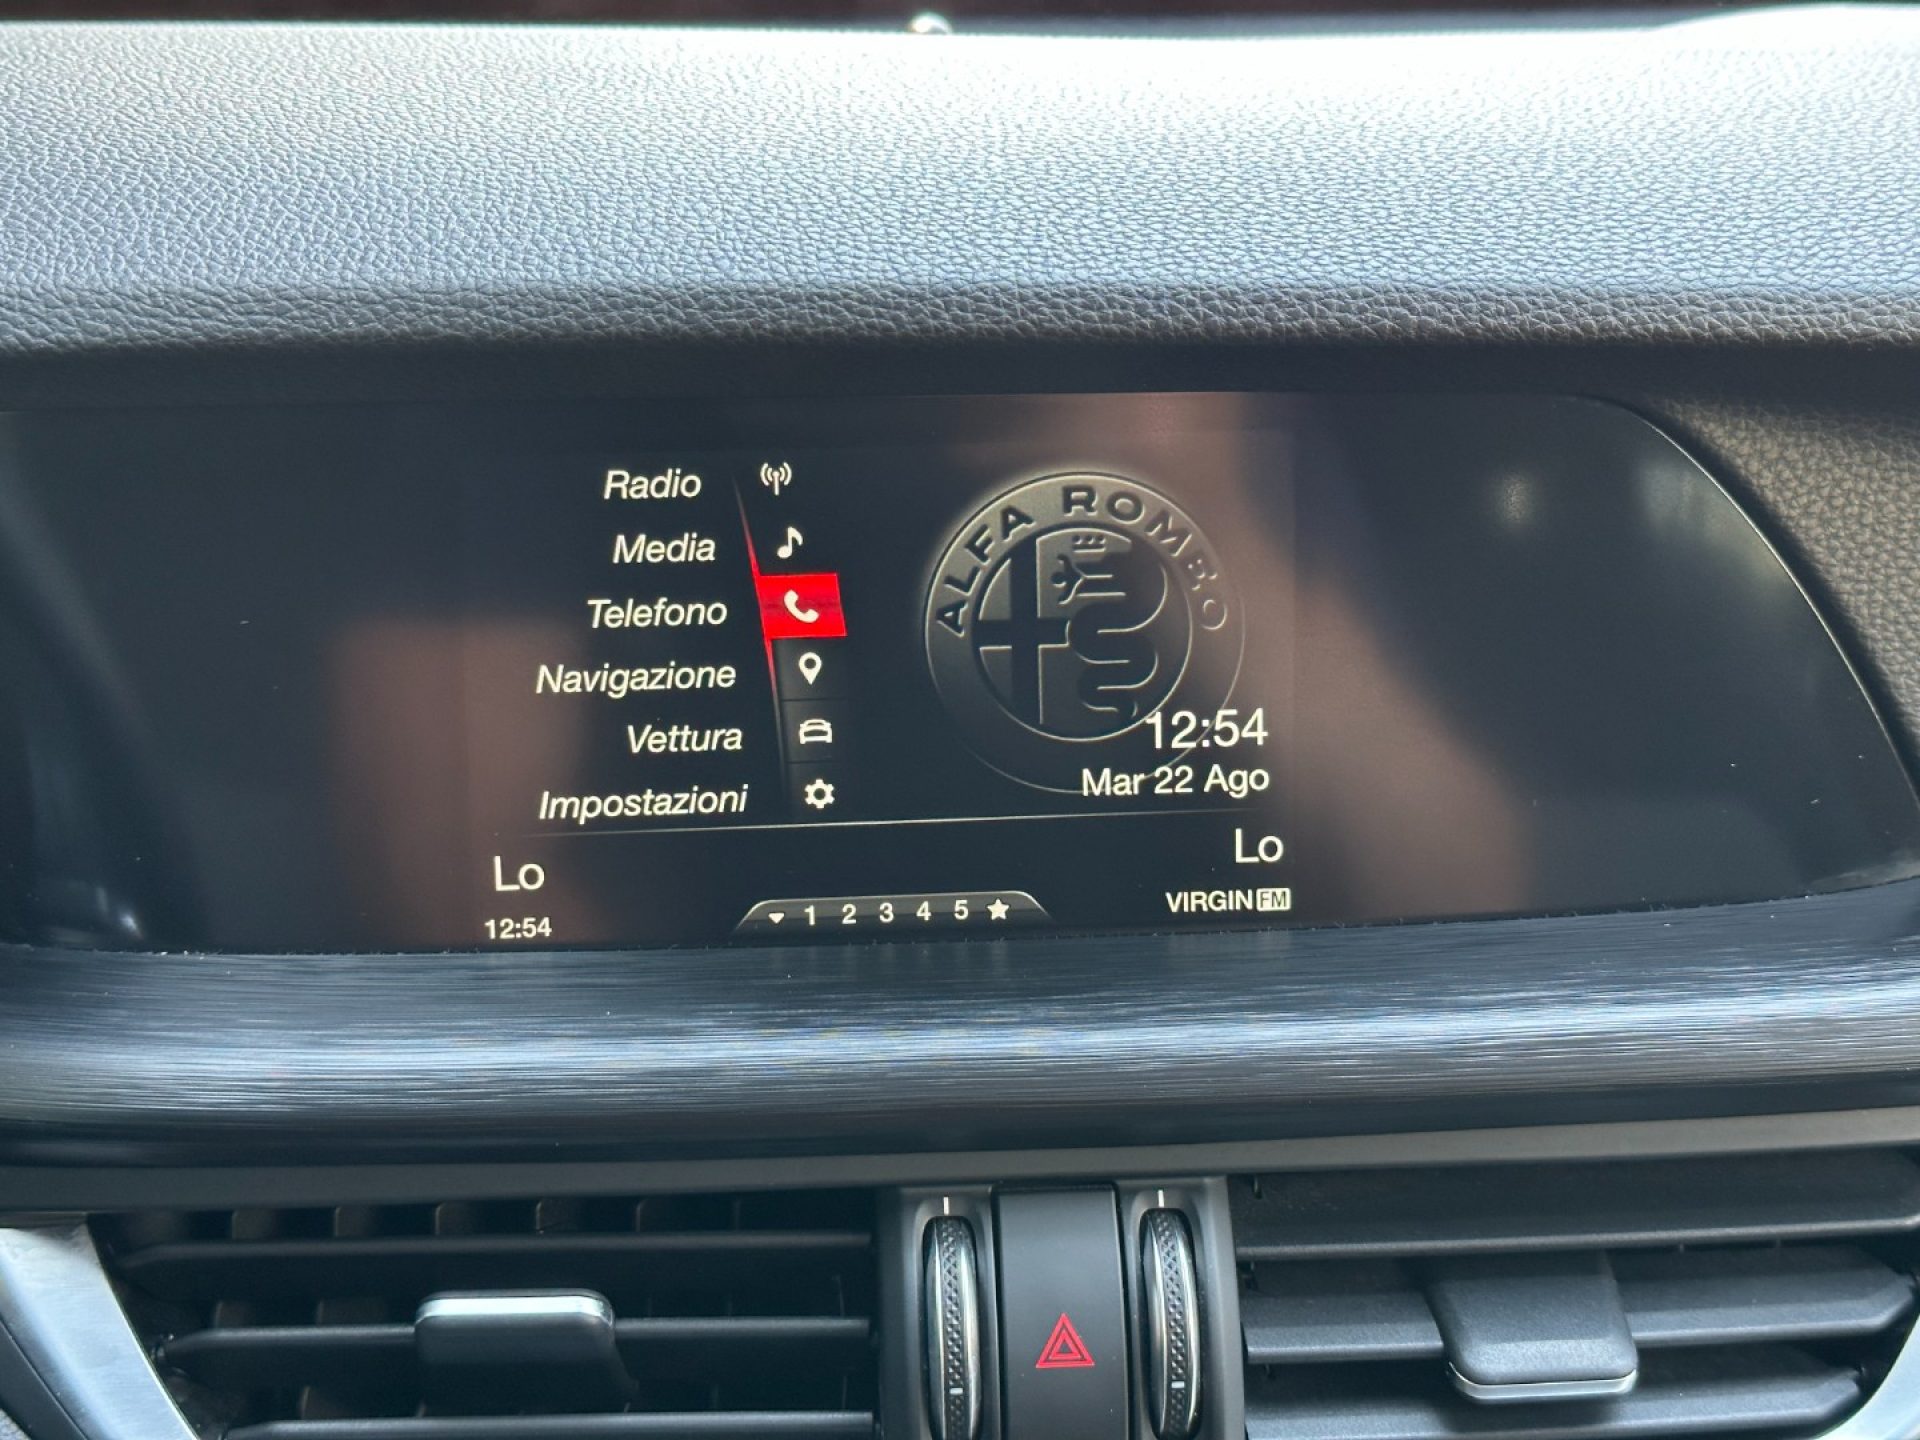 Radio
Media
Telefono
Navigazione
Vettura
Impostazioni
ALFA ROMEO
12:54
Mar 22 Ago
Lo
12:54
1 2 3 4 5
Lo
VIRGIN FM